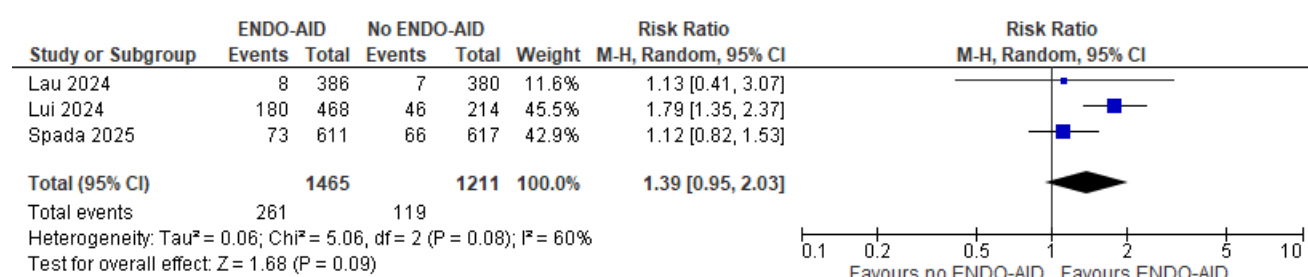 ENDO-AID No ENDO-AID Risk Ratio Risk Ratio
Study or Subgroup Events Total Events Total Weight M-H, Random, 95% CI M-H, Random, 95% CI
Lau 2024 8 386 7 380 11.6% 1.13 [0.41, 3.07]
Lui 2024 180 468 46 214 45.5% 1.79 [1.35, 2.37]
Spada 2025 73 611 66 617 42.9% 1.12 [0.82, 1.53]
Total (95% CI) 1465 1211 100.0% 1.39 [0.95, 2.03]
Total events 261 119
Heterogeneity: Tau² = 0.06; Chi² = 5.06, df = 2 (P = 0.08); I² = 60%
Test for overall effect: Z = 1.68 (P = 0.09)
0.1 0.2 0.5 1 2 5 10
Favours no ENDO-AID Favours ENDO-AID